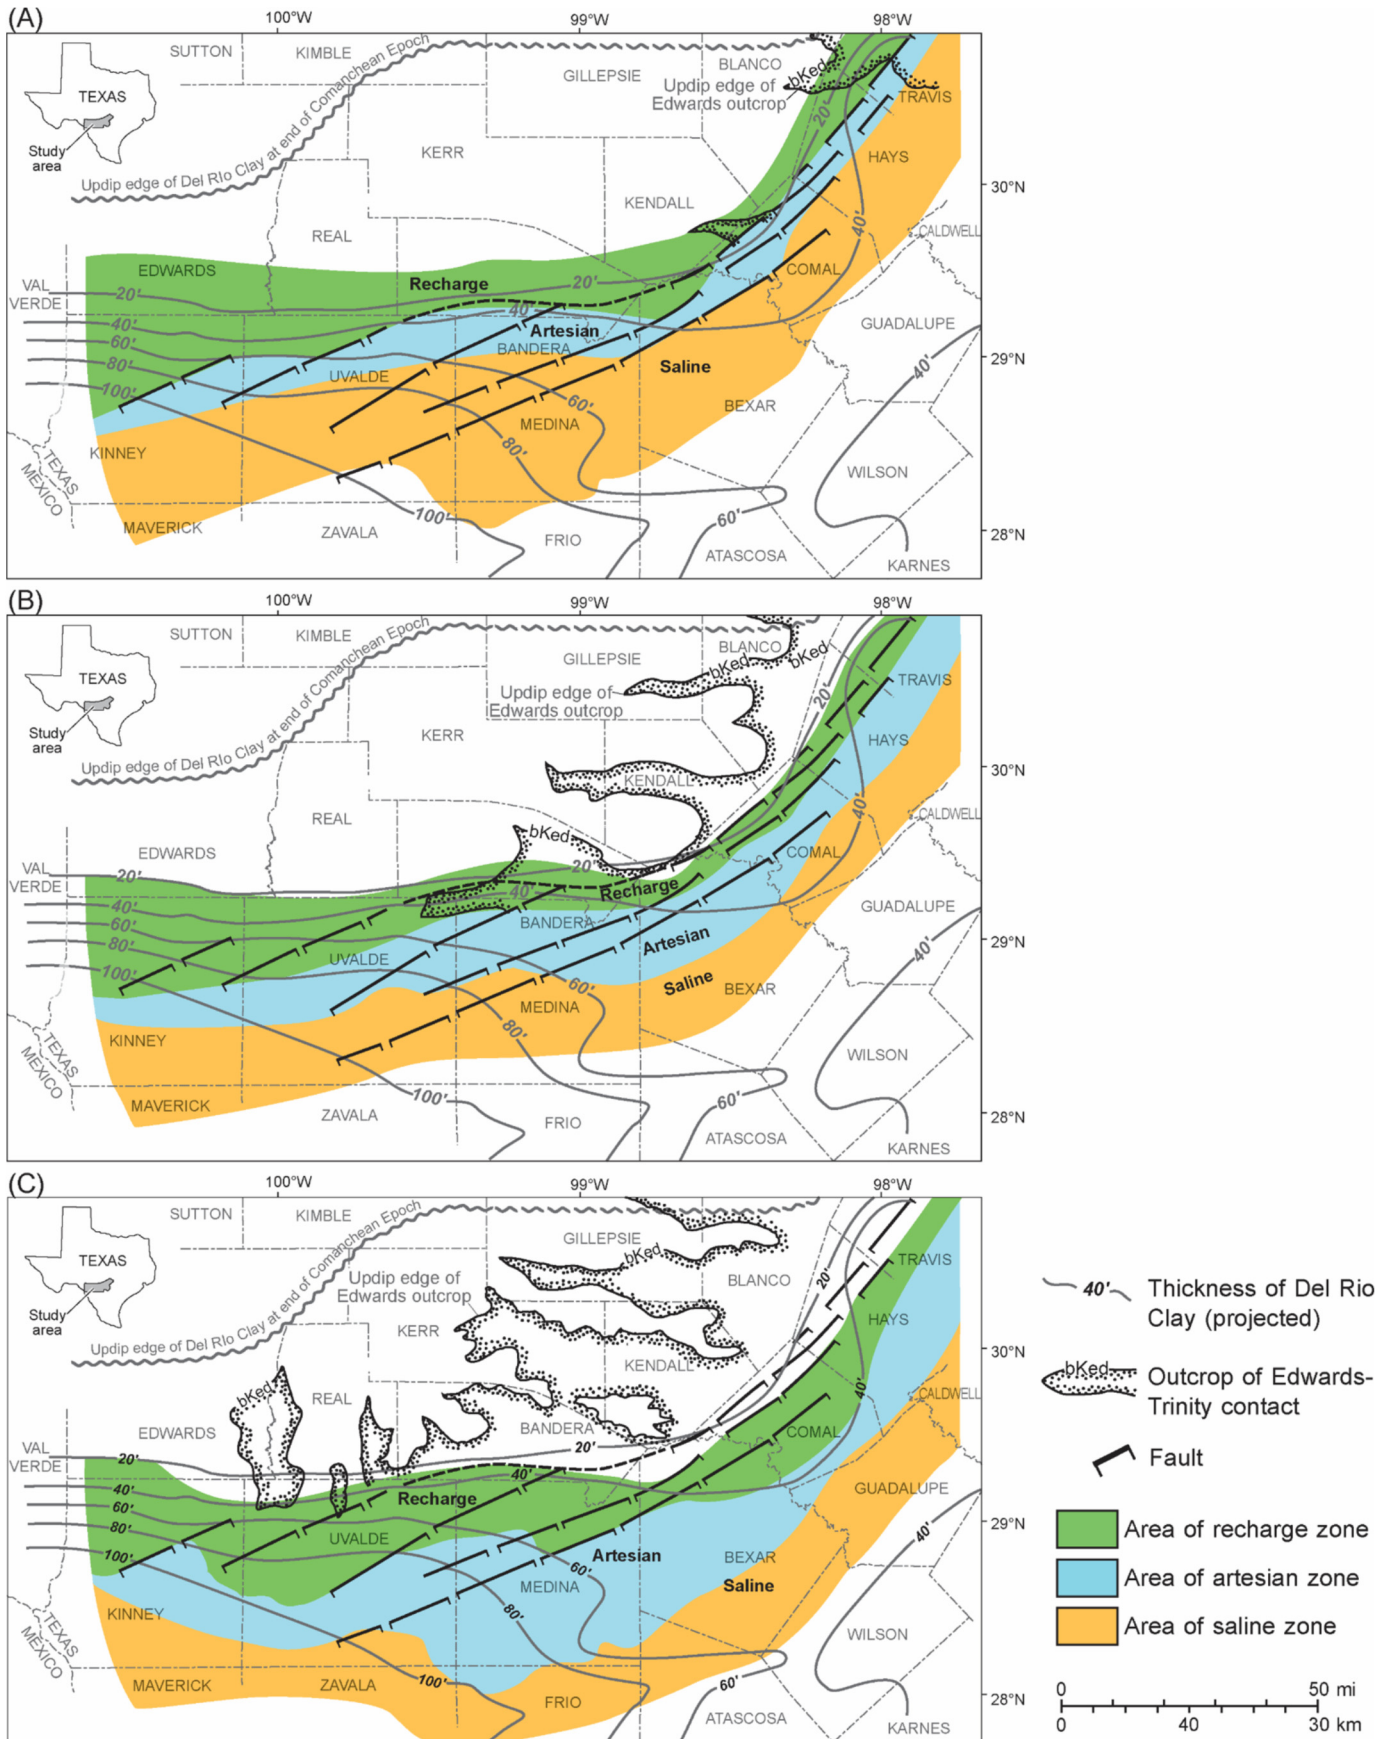 (A)
100°W
99°W
98°W
SUTTON
KIMBLE
GILLEPSIE
BLANCO
bKed
TEXAS
Study
area
Updip edge of
Edwards outcrop
TRAVIS
20'
Updip edge of Del RIo Clay at end of Comanchean Epoch
KERR
HAYS
30°N
KENDALL
REAL
40'
CALDWELL
EDWARDS
VAL
VERDE
20'
Recharge
20'
COMAL
40'
40'
Artesian
GUADALUPE
60'
BANDERA
29°N
80'
UVALDE
Saline
40'
100'
60'
BEXAR
MEDINA
80'
KINNEY
TEXAS
MEXICO
WILSON
100'
60'
MAVERICK
ZAVALA
FRIO
28°N
ATASCOSA
KARNES
(B)
100°W
99°W
98°W
SUTTON
KIMBLE
GILLEPSIE
BLANCO
bKed
bKed
TEXAS
Study
area
Updip edge of
Edwards outcrop
TRAVIS
20'
Updip edge of Del RIo Clay at end of Comanchean Epoch
KERR
HAYS
30°N
KENDALL
REAL
40'
CALDWELL
bKed
EDWARDS
VAL
VERDE
20'
20'
COMAL
40'
40'
Recharge
GUADALUPE
60'
BANDERA
29°N
80'
UVALDE
Artesian
40'
100'
60'
Saline
BEXAR
MEDINA
80'
KINNEY
TEXAS
MEXICO
WILSON
100'
60'
MAVERICK
ZAVALA
FRIO
28°N
ATASCOSA
KARNES
(C)
100°W
99°W
98°W
SUTTON
KIMBLE
GILLEPSIE
bKed
BLANCO
TEXAS
Study
area
Updip edge of
Edwards outcrop
TRAVIS
20'
Updip edge of Del RIo Clay at end of Comanchean Epoch
KERR
HAYS
30°N
KENDALL
bKed
REAL
40'
CALDWELL
EDWARDS
BANDERA
COMAL
VAL
VERDE
20'
20'
40'
40'
Recharge
GUADALUPE
60'
29°N
80'
UVALDE
40'
100'
Artesian
60'
BEXAR
Saline
MEDINA
80'
KINNEY
TEXAS
MEXICO
WILSON
100'
60'
MAVERICK
ZAVALA
FRIO
28°N
ATASCOSA
KARNES
40'
Thickness of Del Rio
Clay (projected)
bKed
Outcrop of Edwards-
Trinity contact
Fault
Area of recharge zone
Area of artesian zone
Area of saline zone
0 50 mi
0 40 30 km